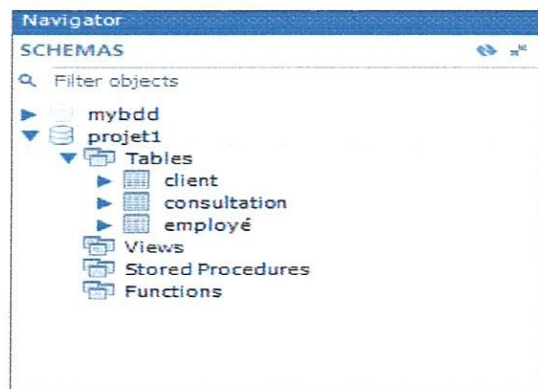 Navigator
SCHEMAS
Filter objects
mybdd
projet1
Tables
client
consultation
employé
Views
Stored Procedures
Functions